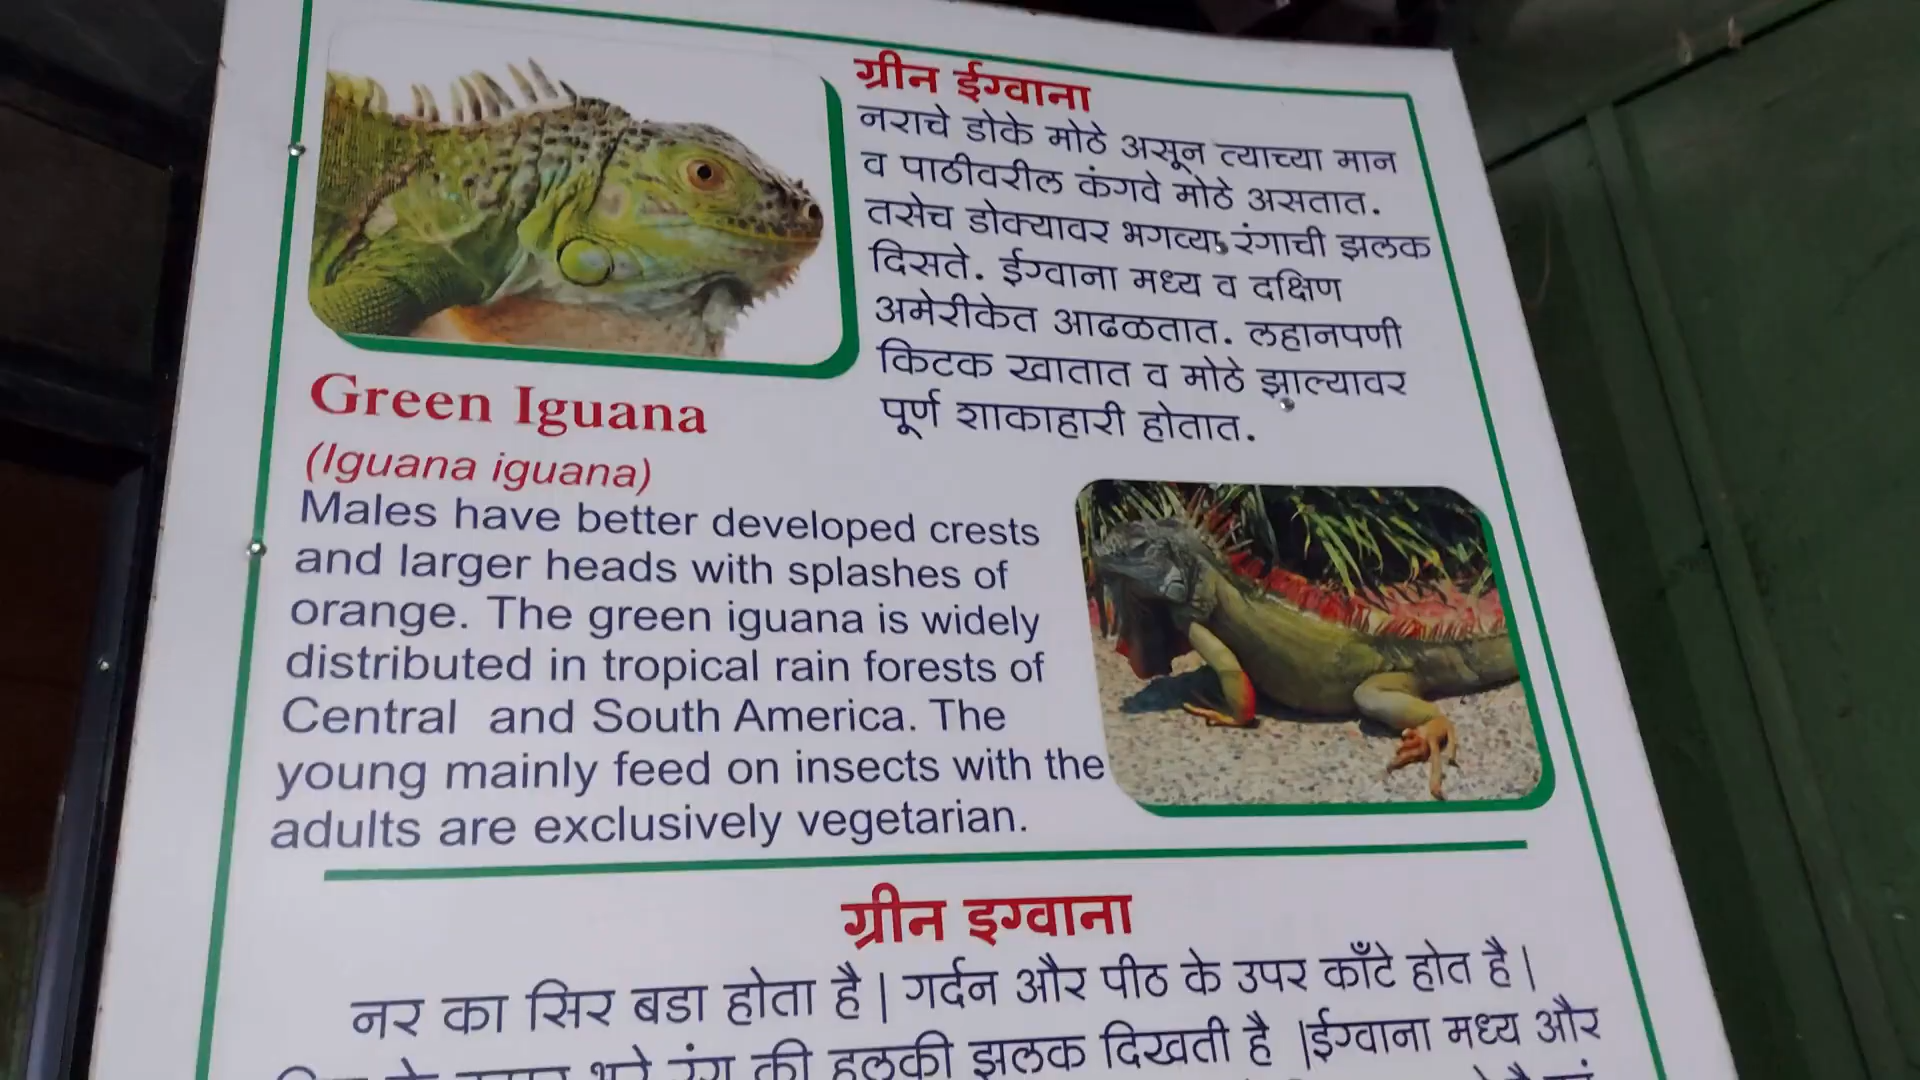 ग्रीन ईग्वाना
नराचे डोके मोठे असून त्याच्या मान
व पाठीवरील कंगवे मोठे असतात.
तसेच डोक्यावर भगव्या रंगाची झलक
दिसते. ईग्वाना मध्य व दक्षिण
अमेरीकेत आढळतात. लहानपणी
किटक खातात व मोठे झाल्यावर
पूर्ण शाकाहारी होतात.
Green Iguana
(Iguana iguana)
Males have better developed crests
and larger heads with splashes of
orange. The green iguana is widely
distributed in tropical rain forests of
Central and South America. The
young mainly feed on insects with the
adults are exclusively vegetarian.
ग्रीन इग्वाना
नर का सिर बडा होता है | गर्दन और पीठ के उपर काँटे होत है |
रंग की हलकी झलक दिखती है |ईग्वाना मध्य और